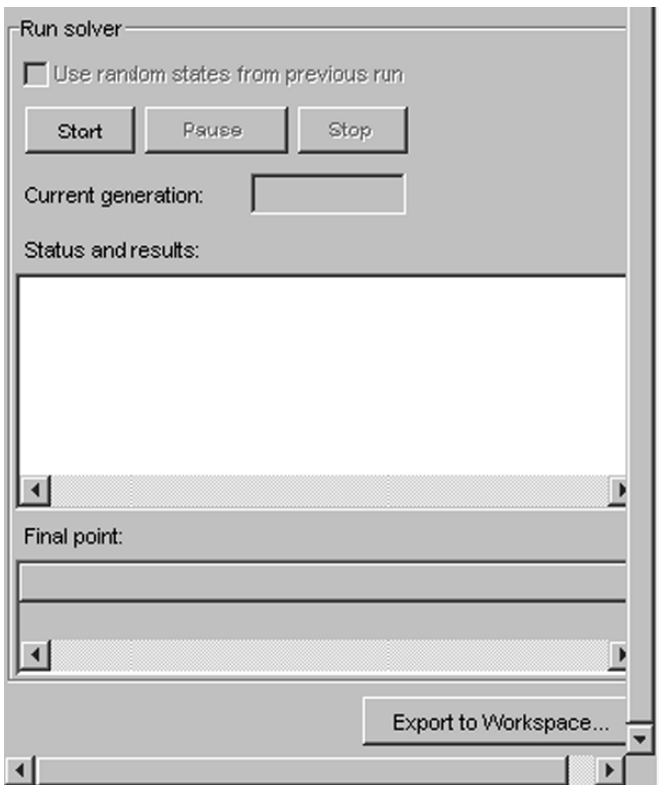 Run solver
Use random states from previous run
Start Pause Stop
Current generation:
Status and results:
Final point:
Export to Workspace...